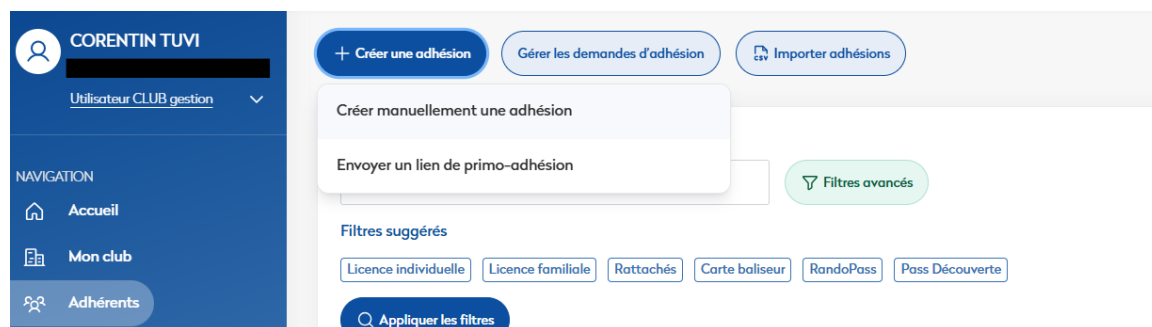 CORENTIN TUVI
Utilisateur CLUB gestion
NAVIGATION
Accueil
Mon club
Adhérents
+ Créer une adhésion
Gérer les demandes d'adhésion
CSV Importer adhésions
Créer manuellement une adhésion
Envoyer un lien de primo-adhésion
Filtres avancés
Filtres suggérés
Licence individuelle Licence familiale Rattachés Carte baliseur RandoPass Pass Découverte
Appliquer les filtres